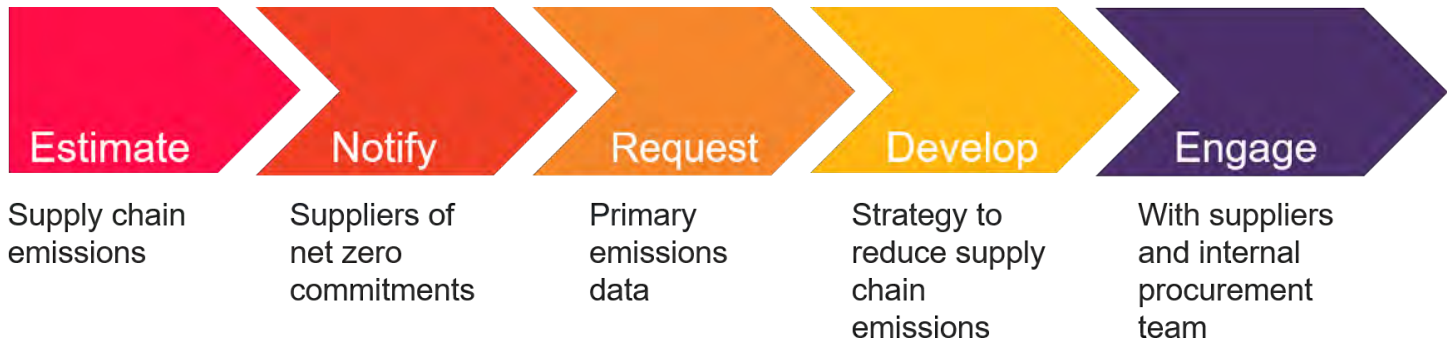 Estimate
Supply chain
emissions
Notify
Suppliers of
net zero
commitments
Request
Primary
emissions
data
Develop
Strategy to
reduce supply
chain
emissions
Engage
With suppliers
and internal
procurement
team